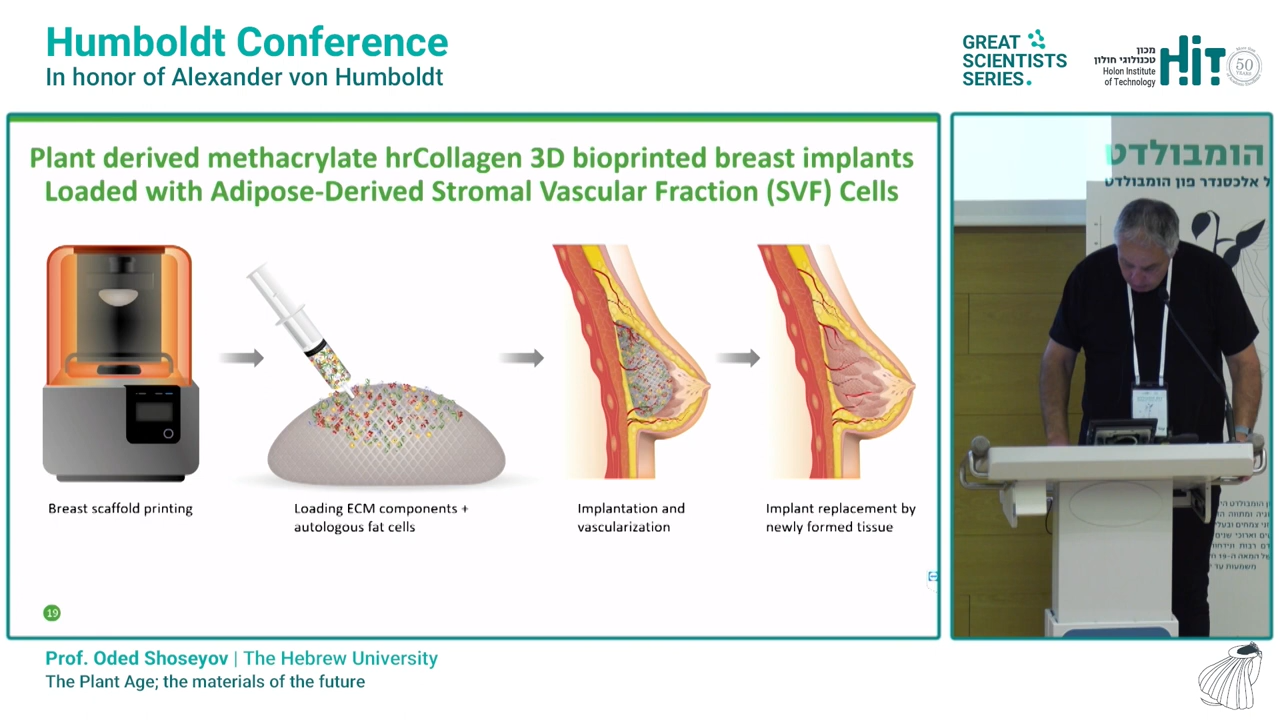 Humboldt Conference
In honor of Alexander von Humboldt
GREAT
SCIENTISTS
SERIES.
מכון
טכנולוגי חולון
Holon Institute
of Technology
HiT
50
YEARS
Plant derived methacrylate hrCollagen 3D bioprinted breast implants
Loaded with Adipose-Derived Stromal Vascular Fraction (SVF) Cells
Breast scaffold printing
Loading ECM components +
autologous fat cells
Implantation and
vascularization
Implant replacement by
newly formed tissue
19
הומבולדט
ל אלכסנדר פון הומבולדט
Prof. Oded Shoseyov | The Hebrew University
The Plant Age; the materials of the future